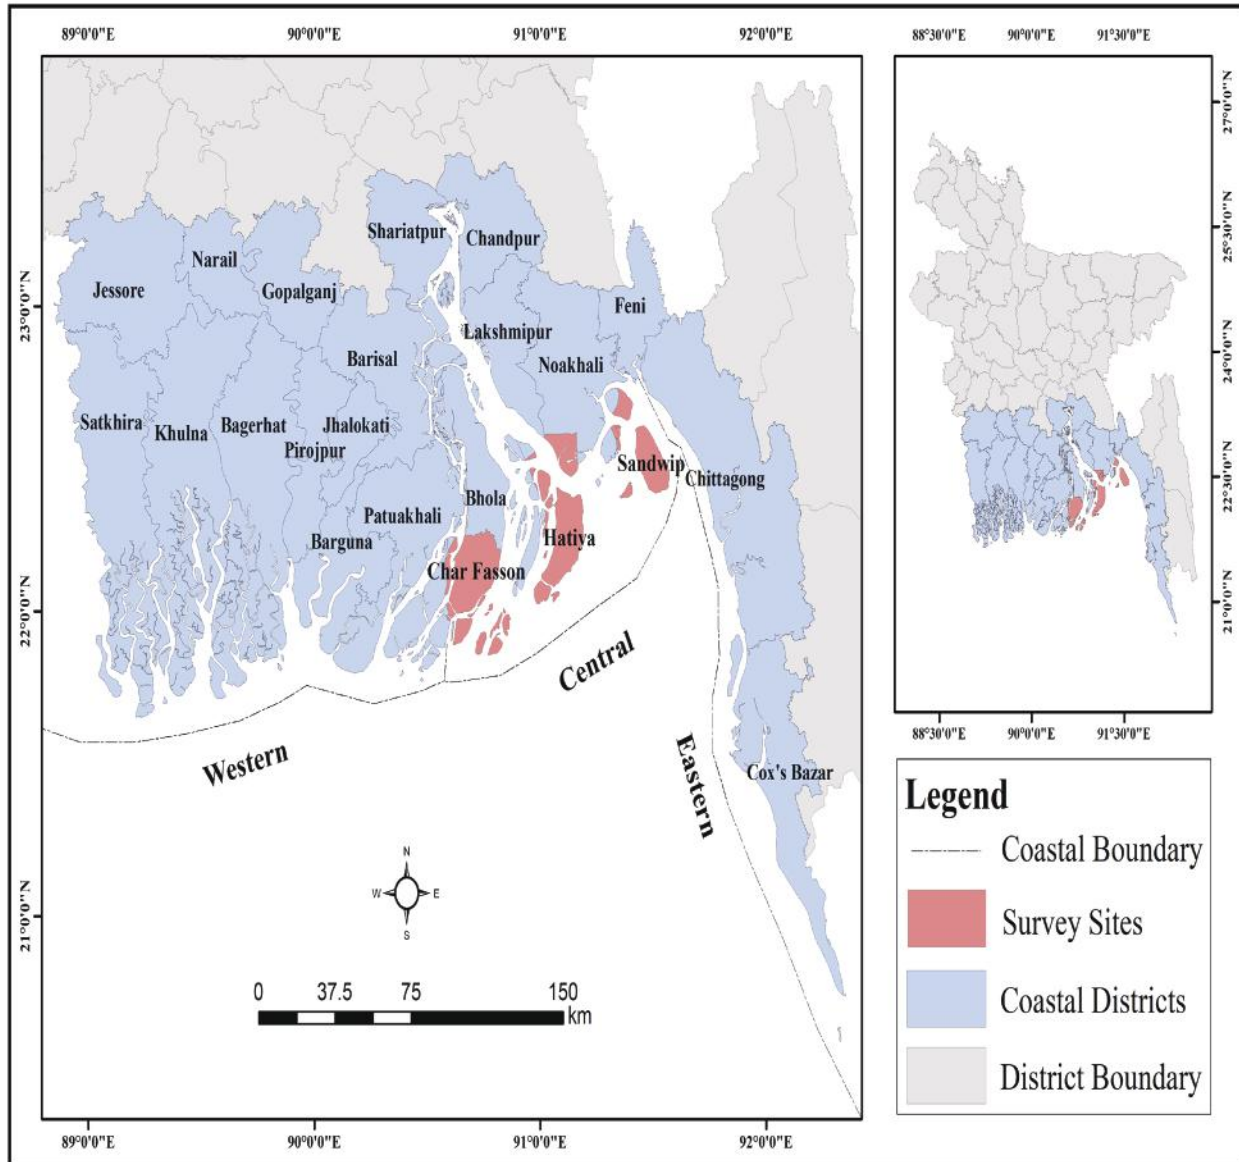 89°0'0"E 90°0'0"E 91°0'0"E 92°0'0"E
88°30'0"E 90°0'0"E 91°30'0"E
23°0'0"N
22°0'0"N
21°0'0"N
27°0'0"N
25°30'0"N
24°0'0"N
22°30'0"N
21°0'0"N
Shariatpur
Chandpur
Narail
Jessore
Gopalganj
Feni
Lakshmipur
Barisal
Noakhali
Satkhira
Khulna
Bagerhat
Jhalokati
Pirojpur
Sandwip
Chittagong
Bhola
Patuakhali
Barguna
Hatiya
Char Fasson
Central
Western
Eastern
Cox's Bazar
N
W E
S
0 37.5 75 150
km
89°0'0"E 90°0'0"E 91°0'0"E 92°0'0"E
88°30'0"E 90°0'0"E 91°30'0"E
Legend
Coastal Boundary
Survey Sites
Coastal Districts
District Boundary